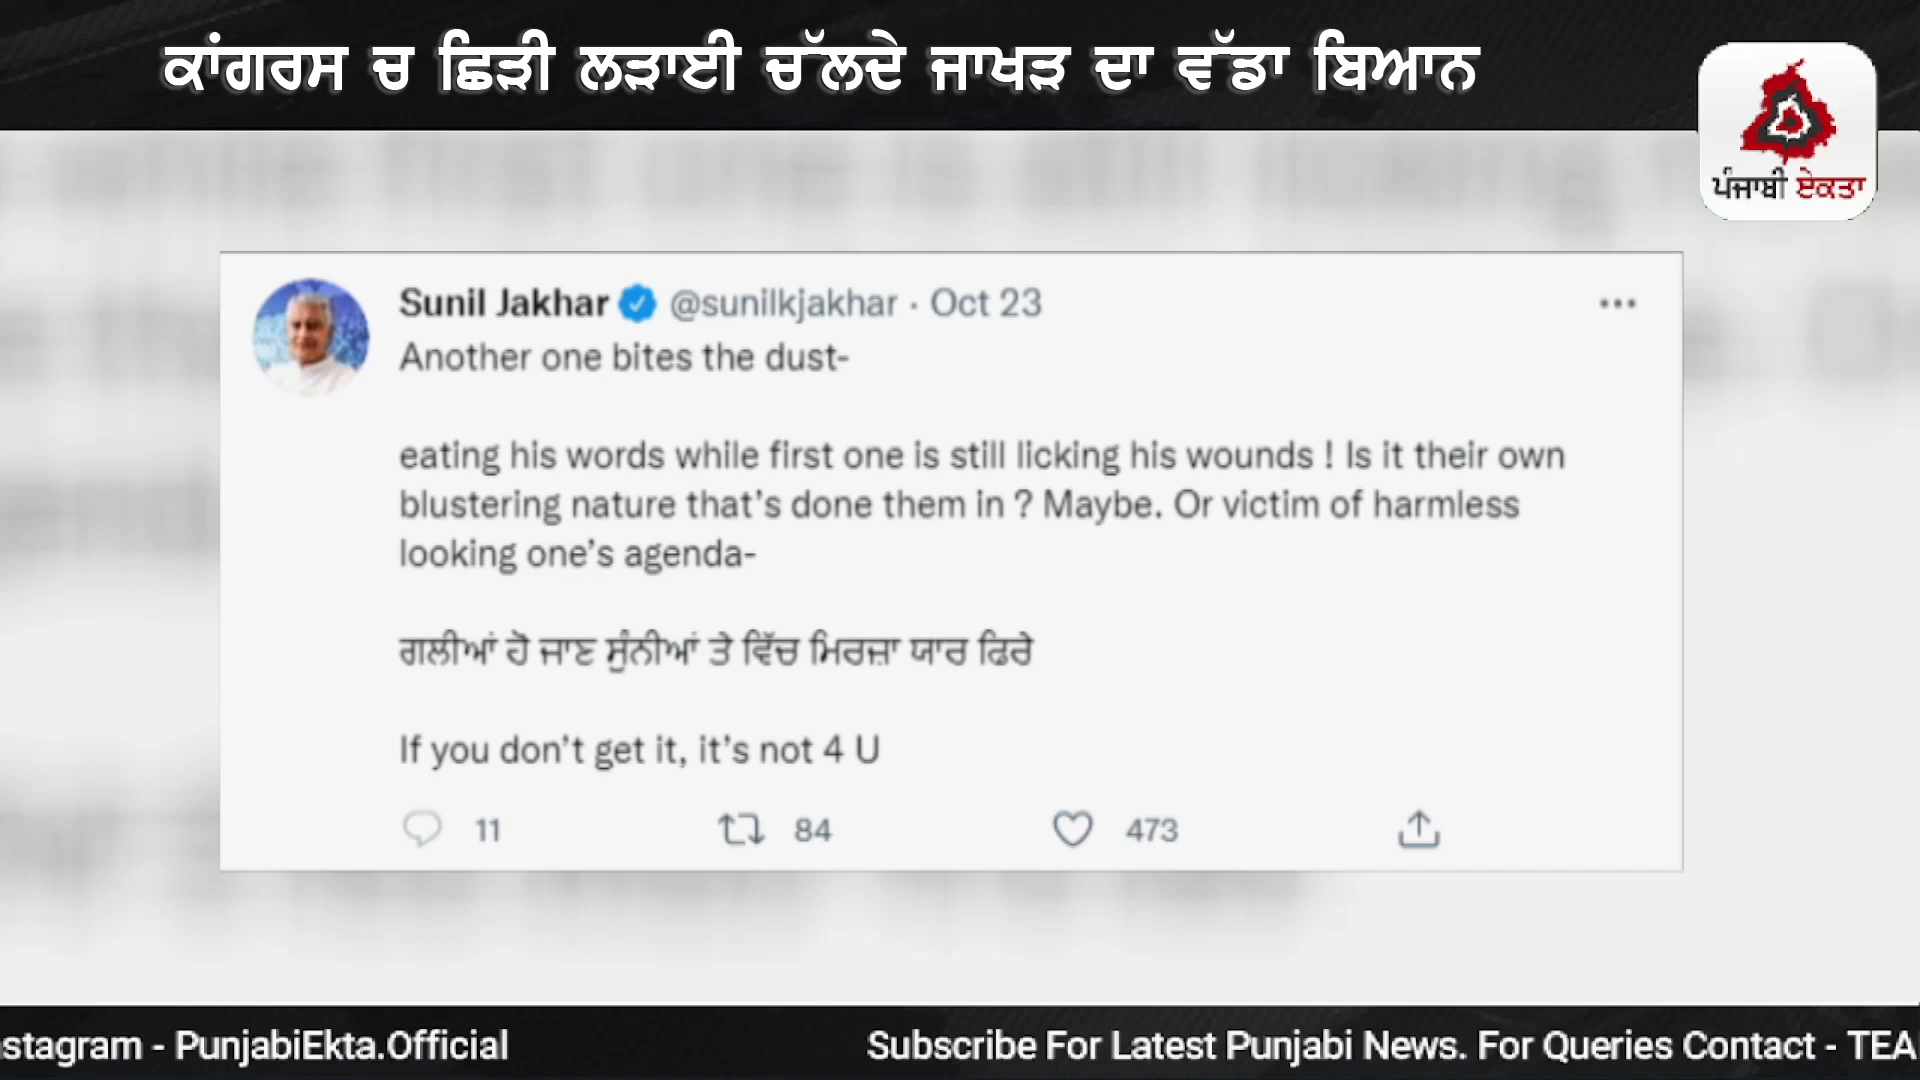 ਕਾਂਗਰਸ ਚ ਛਿੜੀ ਲੜਾਈ ਚੱਲਦੇ ਜਾਖੜ ਦਾ ਵੱਡਾ ਬਿਆਨ
ਪੰਜਾਬੀ ਏਕਤਾ
Sunil Jakhar @sunilkjakhar · Oct 23
Another one bites the dust-
eating his words while first one is still licking his wounds ! Is it their own
blustering nature that's done them in ? Maybe. Or victim of harmless
looking one's agenda-
ਗਲੀਆਂ ਹੋ ਜਾਣ ਸੁੰਨੀਆਂ ਤੇ ਵਿੱਚ ਮਿਰਜ਼ਾ ਯਾਰ ਫਿਰੇ
If you don't get it, it's not 4 U
11 84 473
stagram - PunjabiEkta.Official Subscribe For Latest Punjabi News. For Queries Contact - TEA